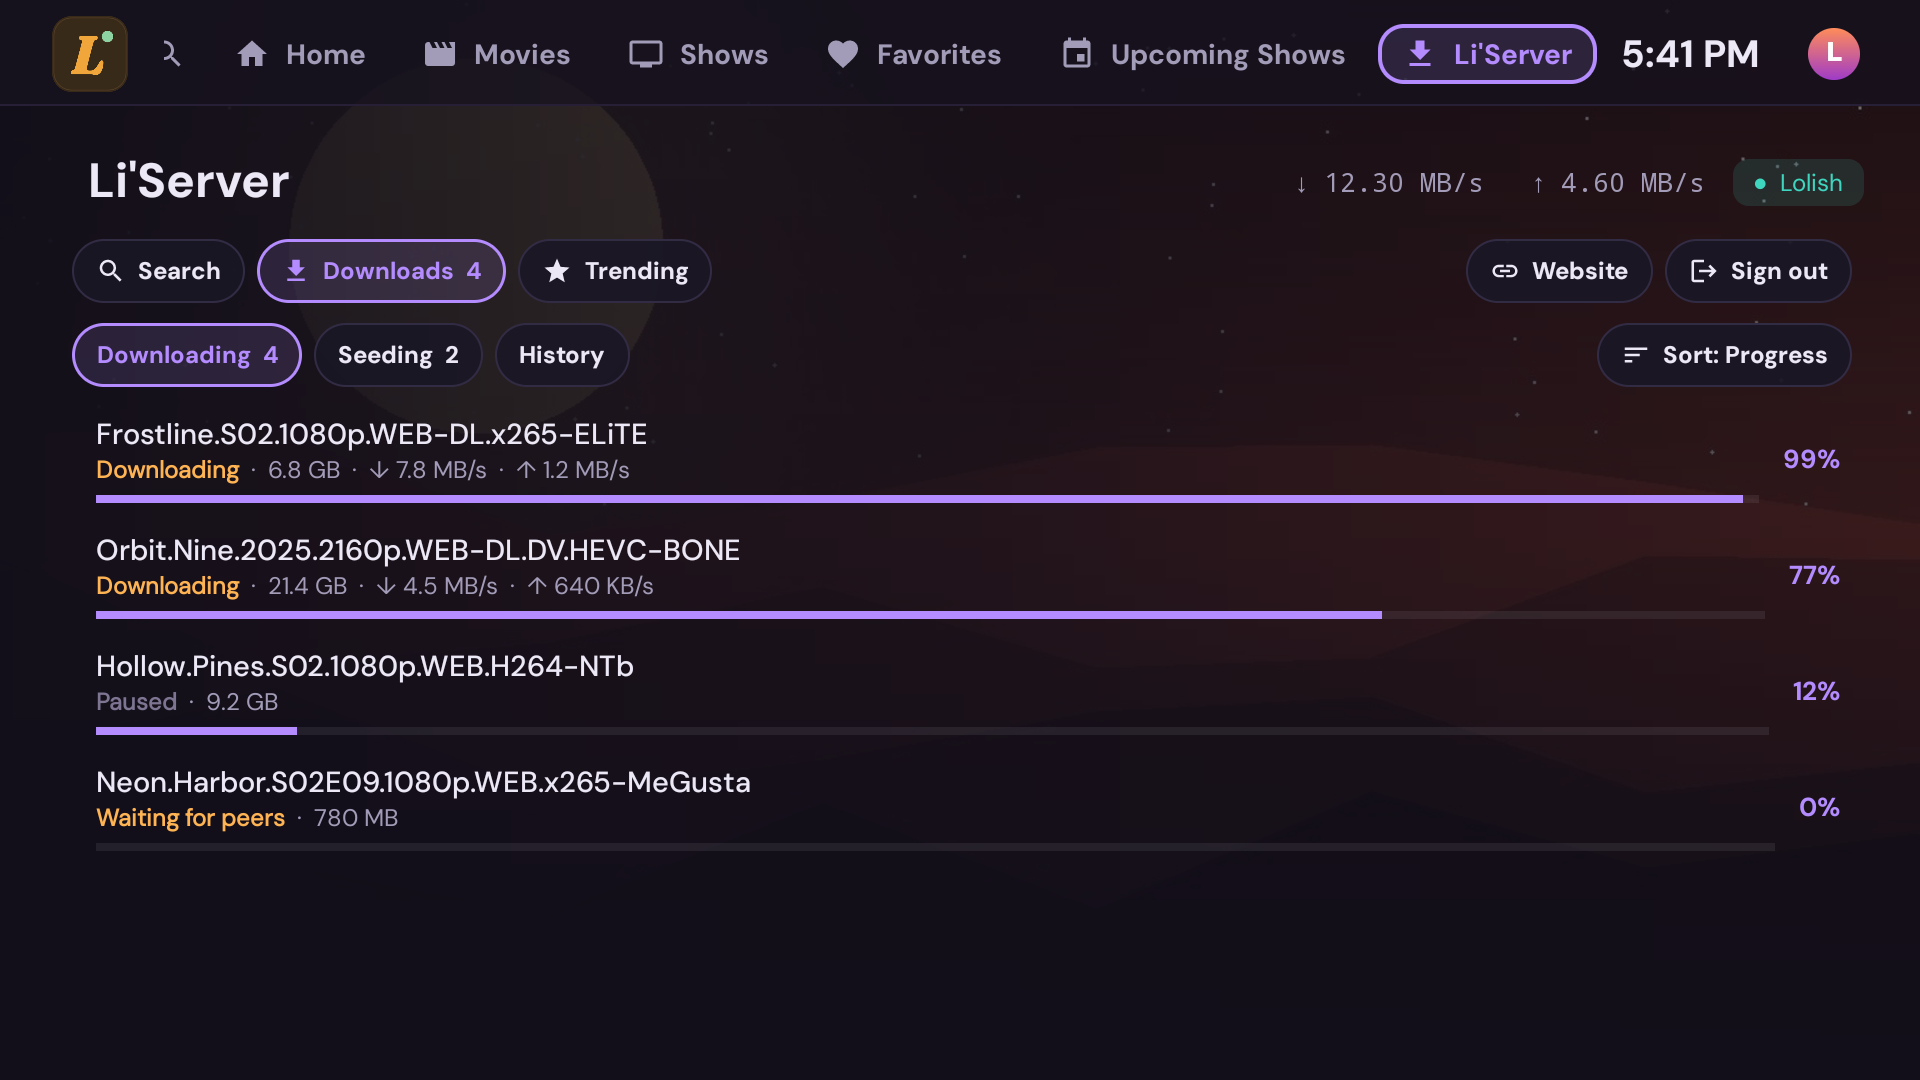 L
Home
Movies
Shows
Favorites
Upcoming Shows
Li'Server
5:41 PM
L
Li'Server
↓ 12.30 MB/s
↑ 4.60 MB/s
Lolish
Search
Downloads 4
Trending
Website
Sign out
Downloading 4
Seeding 2
History
Sort: Progress
Frostline.S02.1080p.WEB-DL.x265-ELiTE
Downloading · 6.8 GB · ↓ 7.8 MB/s · ↑ 1.2 MB/s
99%
Orbit.Nine.2025.2160p.WEB-DL.DV.HEVC-BONE
Downloading · 21.4 GB · ↓ 4.5 MB/s · ↑ 640 KB/s
77%
Hollow.Pines.S02.1080p.WEB.H264-NTb
Paused · 9.2 GB
12%
Neon.Harbor.S02E09.1080p.WEB.x265-MeGusta
Waiting for peers · 780 MB
0%